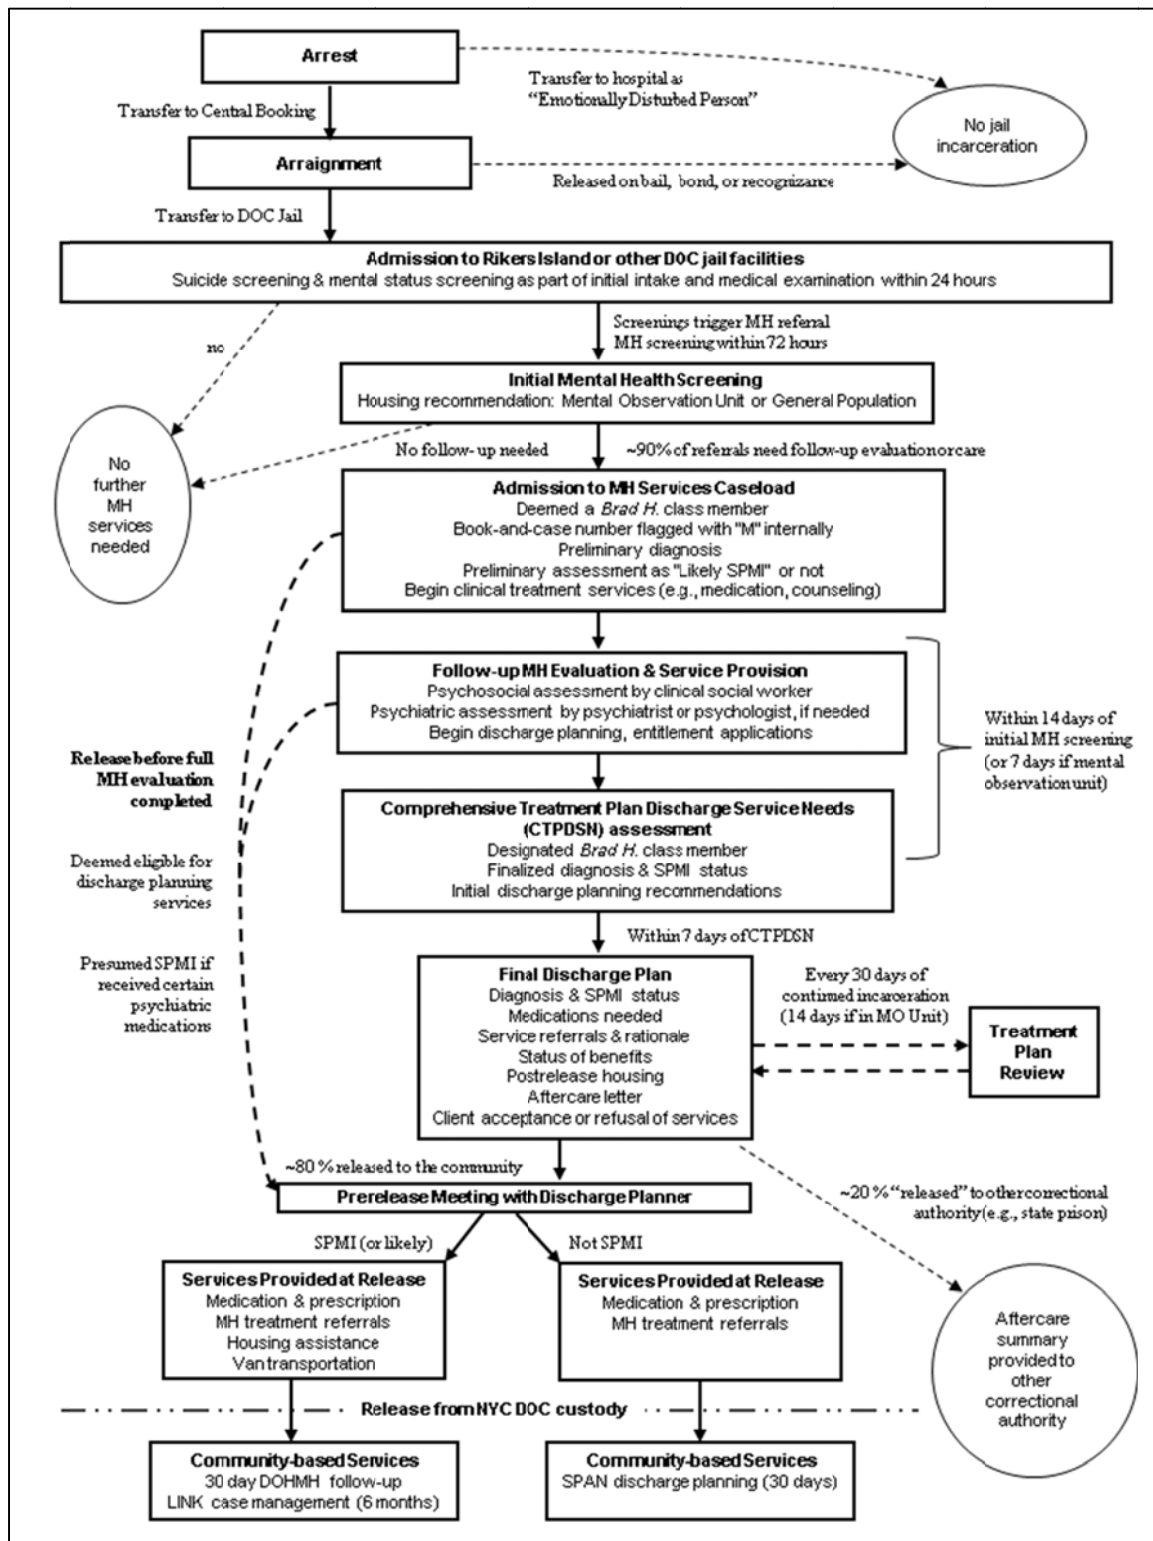 Arrest
Transfer to hospital as
“Emotionally Disturbed Person”
Transfer to Central Booking
No jail
incarceration
Arraignment
Released on bail, bond, or recognizance
Transfer to DOC Jail
Admission to Rikers Island or other DOC jail facilities
Suicide screening & mental status screening as part of initial intake and medical examination within 24 hours
Screenings trigger MH referral
MH screening within 72 hours
no
Initial Mental Health Screening
Housing recommendation: Mental Observation Unit or General Population
No follow-up needed
~90% of referrals need follow-up evaluation or care
No
further
MH
services
needed
Admission to MH Services Caseload
Deemed a Brad H. class member
Book-and-case number flagged with "M" internally
Preliminary diagnosis
Preliminary assessment as "Likely SPMI" or not
Begin clinical treatment services (e.g., medication, counseling)
Follow-up MH Evaluation & Service Provision
Psychosocial assessment by clinical social worker
Psychiatric assessment by psychiatrist or psychologist, if needed
Begin discharge planning, entitlement applications
Within 14 days of
initial MH screening
(or 7 days if mental
observation unit)
Release before full
MH evaluation
completed
Deemed eligible for
discharge planning
services
Presumed SPMI if
received certain
psychiatric
medications
Comprehensive Treatment Plan Discharge Service Needs
(CTPDSN) assessment
Designated Brad H. class member
Finalized diagnosis & SPMI status
Initial discharge planning recommendations
Within 7 days of CTPDSN
Final Discharge Plan
Diagnosis & SPMI status
Medications needed
Service referrals & rationale
Status of benefits
Postrelease housing
Aftercare letter
Client acceptance or refusal of services
Every 30 days of
continued incarceration
(14 days if in MO Unit)
Treatment
Plan
Review
~80 % released to the community
~20 % “released” to other correctional
authority (e.g., state prison)
Prerelease Meeting with Discharge Planner
SPMI (or likely)
Not SPMI
Services Provided at Release
Medication & prescription
MH treatment referrals
Housing assistance
Van transportation
Services Provided at Release
Medication & prescription
MH treatment referrals
Aftercare
summary
provided to
other
correctional
authority
Release from NYC DOC custody
Community-based Services
30 day DOHMH follow-up
LINK case management (6 months)
Community-based Services
SPAN discharge planning (30 days)